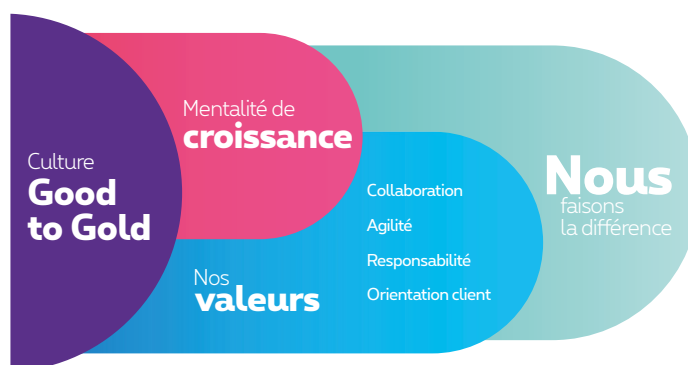 Culture
Good
to Gold
Mentalité de
croissance
Nos
valeurs
Collaboration
Agilité
Responsabilité
Orientation client
Nous
faisons
la différence